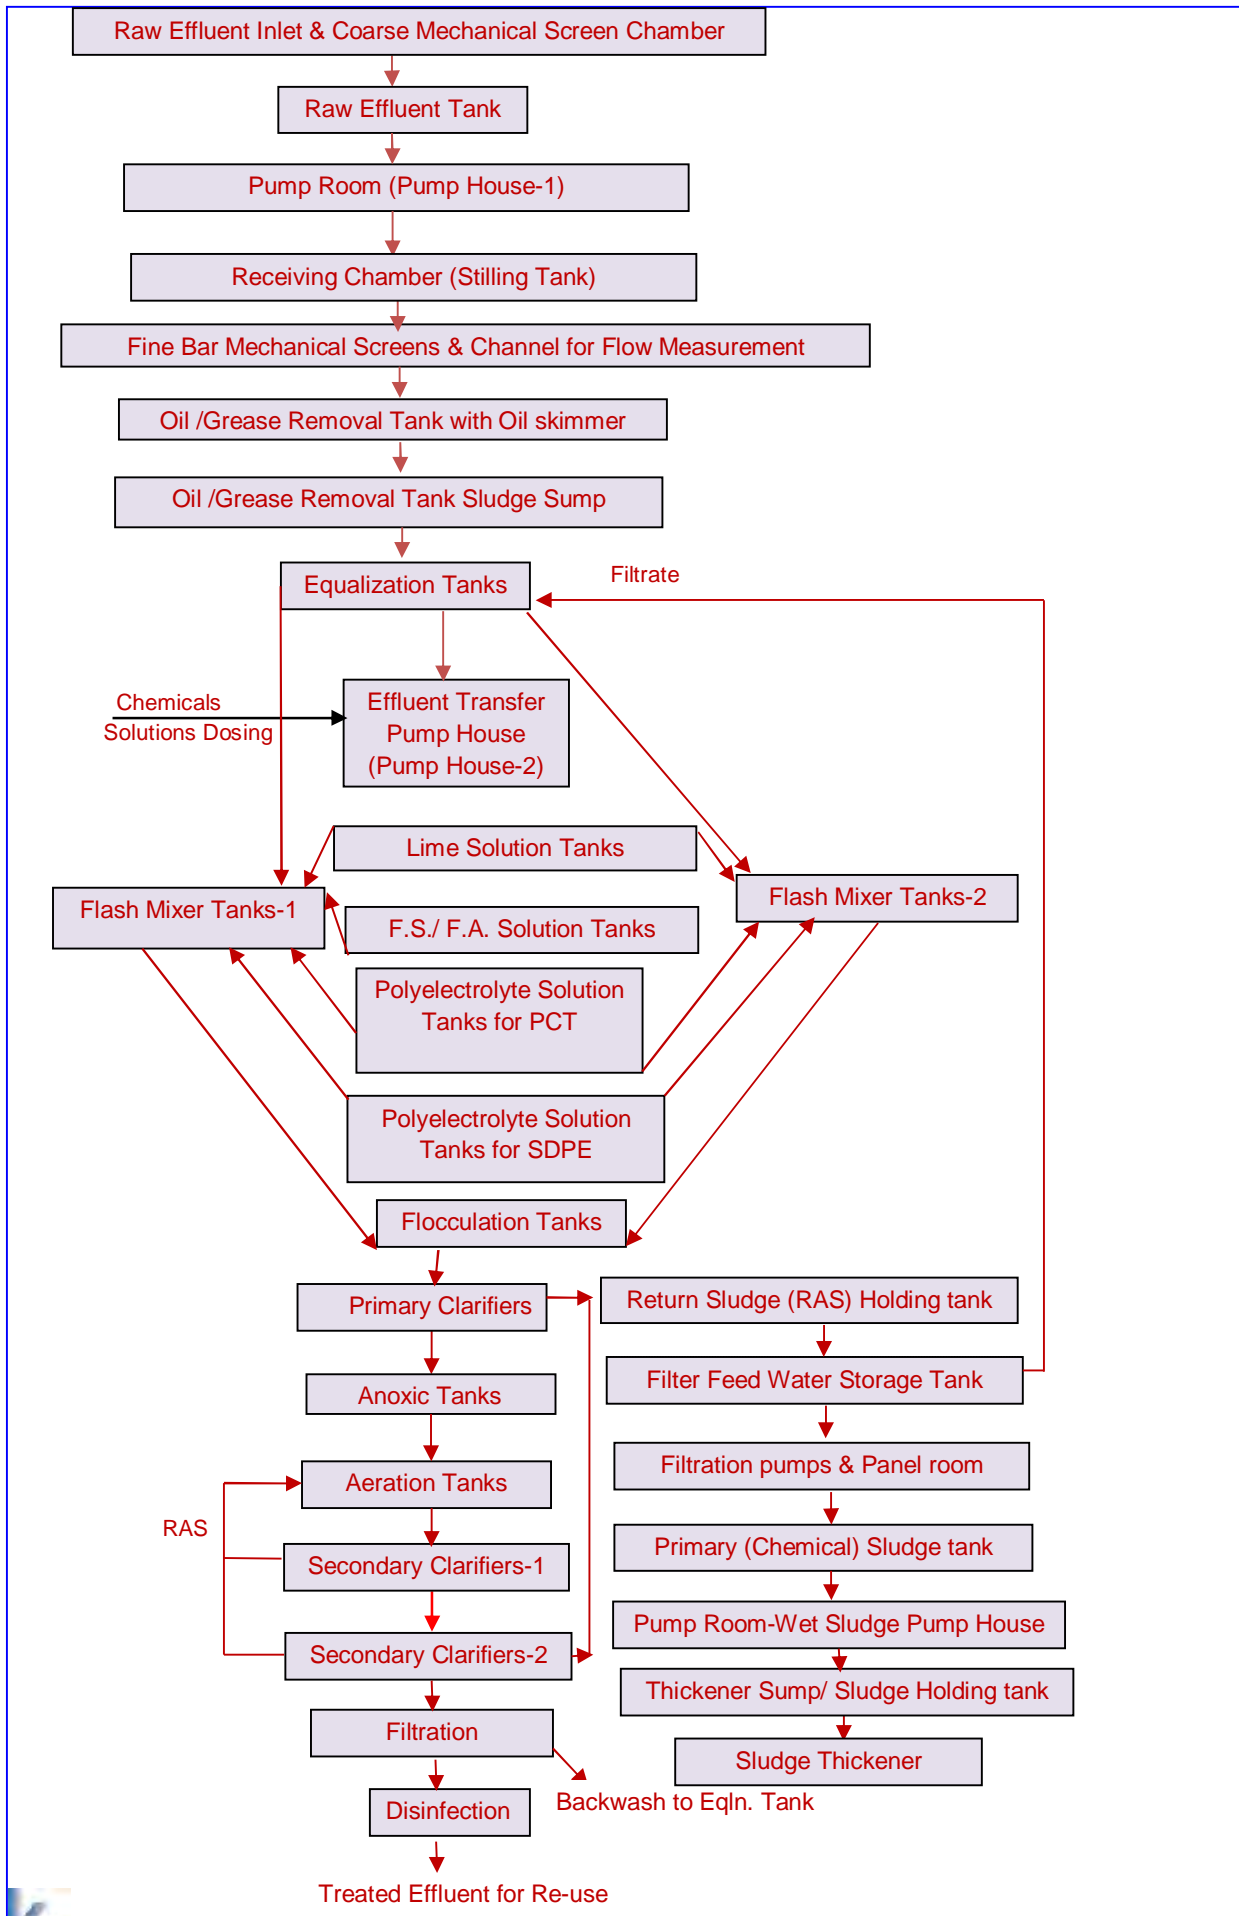 Raw Effluent Inlet & Coarse Mechanical Screen Chamber
Raw Effluent Tank
Pump Room (Pump House-1)
Receiving Chamber (Stilling Tank)
Fine Bar Mechanical Screens & Channel for Flow Measurement
Oil /Grease Removal Tank with Oil skimmer
Oil /Grease Removal Tank Sludge Sump
Equalization Tanks
Filtrate
Chemicals
Solutions Dosing
Effluent Transfer
Pump House
(Pump House-2)
Lime Solution Tanks
Flash Mixer Tanks-1
Flash Mixer Tanks-2
F.S./ F.A. Solution Tanks
Polyelectrolyte Solution
Tanks for PCT
Polyelectrolyte Solution
Tanks for SDPE
Flocculation Tanks
Primary Clarifiers
Anoxic Tanks
Aeration Tanks
RAS
Secondary Clarifiers-1
Secondary Clarifiers-2
Filtration
Backwash to Eqln. Tank
Disinfection
Treated Effluent for Re-use
Return Sludge (RAS) Holding tank
Filter Feed Water Storage Tank
Filtration pumps & Panel room
Primary (Chemical) Sludge tank
Pump Room-Wet Sludge Pump House
Thickener Sump/ Sludge Holding tank
Sludge Thickener